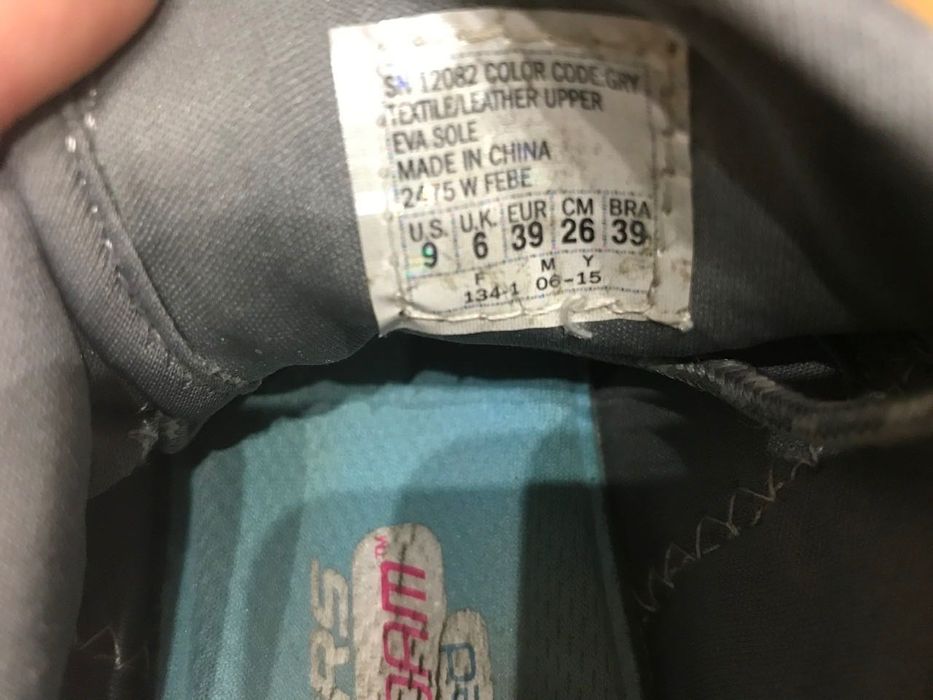 SN 12082 COLOR CODE:GRY
TEXTILE/LEATHER UPPER
EVA SOLE
MADE IN CHINA
2475 W FEBE
U.S. U.K. EUR CM BRA
9 6 39 26 39
F M Y
134-1 06-15